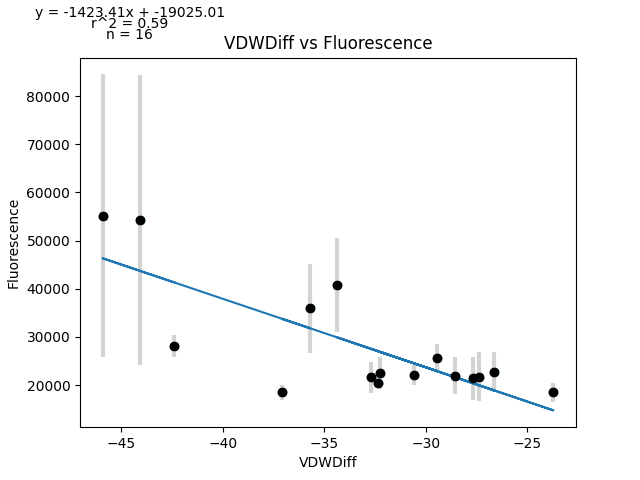 y = -1423.41x + -19025.01
r^2 = 0.59
n = 16
VDWDiff vs Fluorescence
Fluorescence
80000
70000
60000
50000
40000
30000
20000
−45
−40
−35
−30
−25
VDWDiff